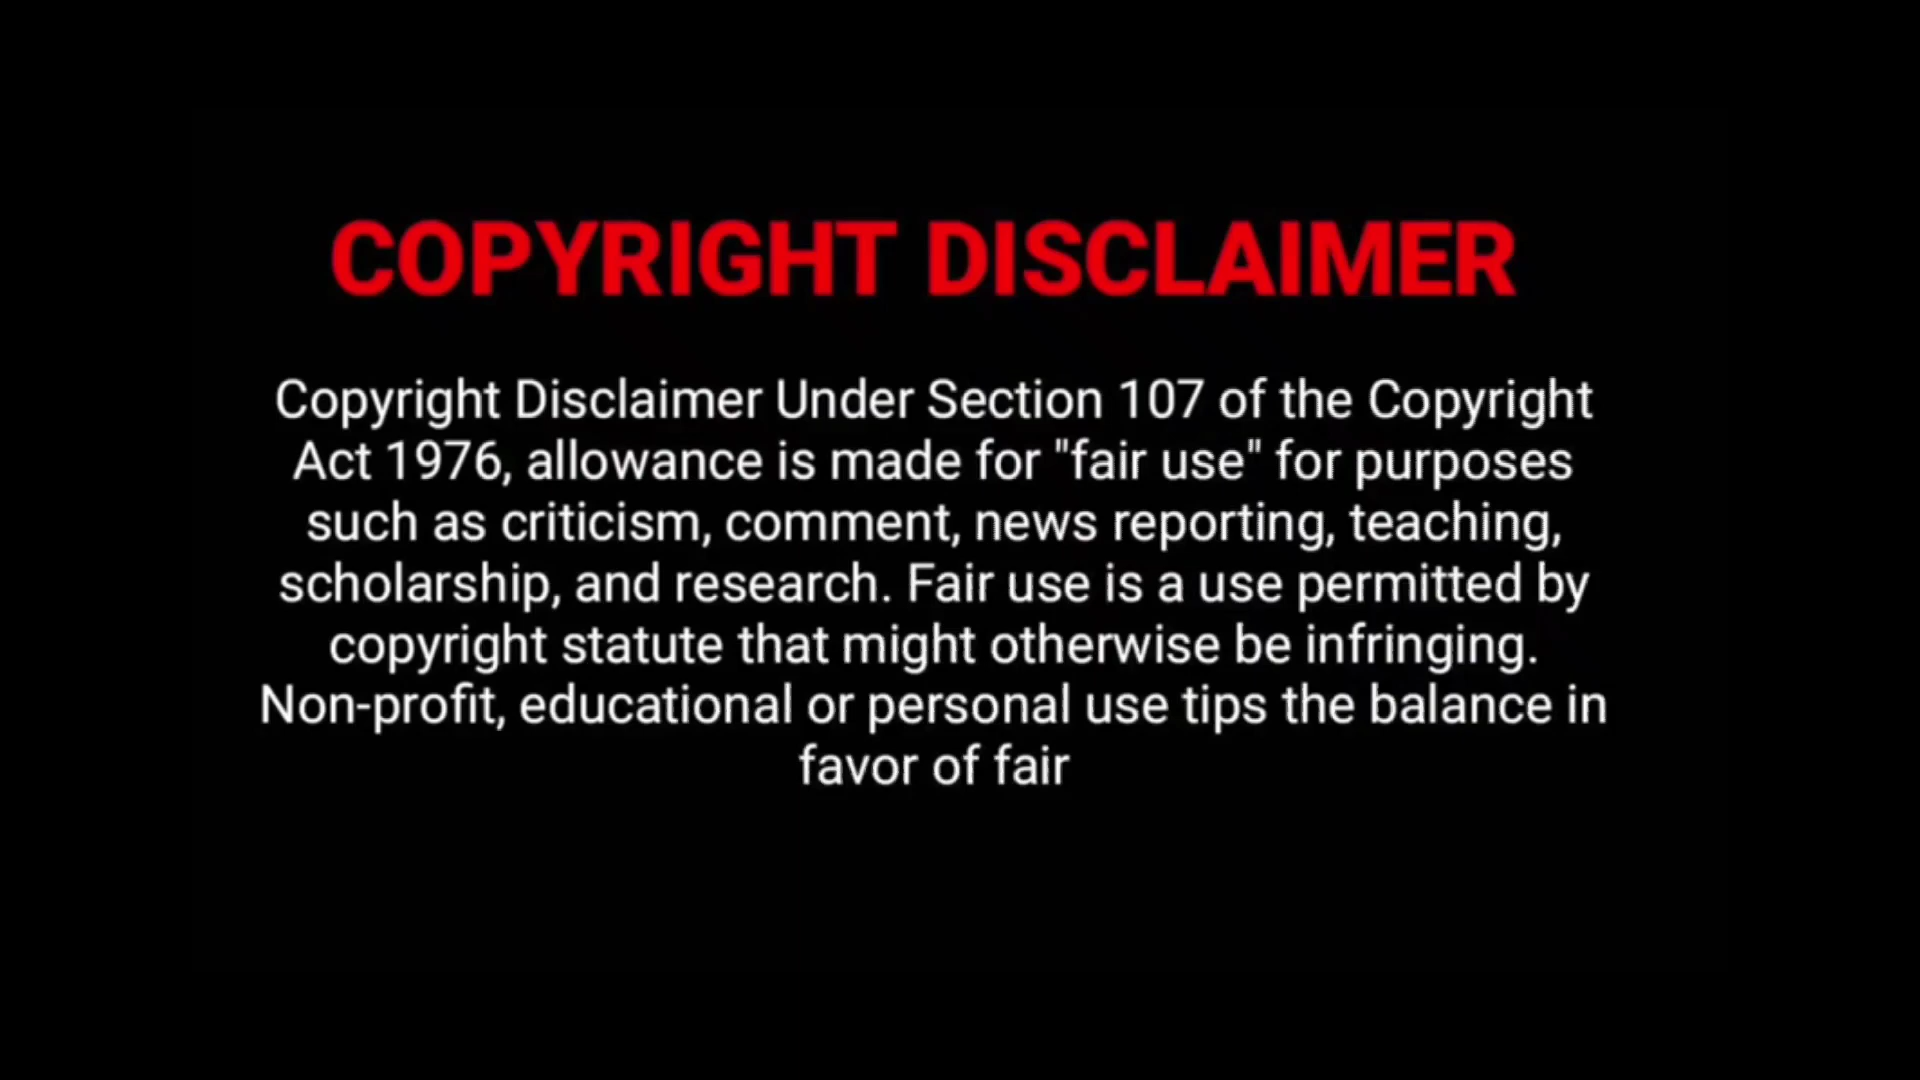 COPYRIGHT DISCLAIMER
Copyright Disclaimer Under Section 107 of the Copyright
Act 1976, allowance is made for "fair use" for purposes
such as criticism, comment, news reporting, teaching,
scholarship, and research. Fair use is a use permitted by
copyright statute that might otherwise be infringing.
Non-profit, educational or personal use tips the balance in
favor of fair